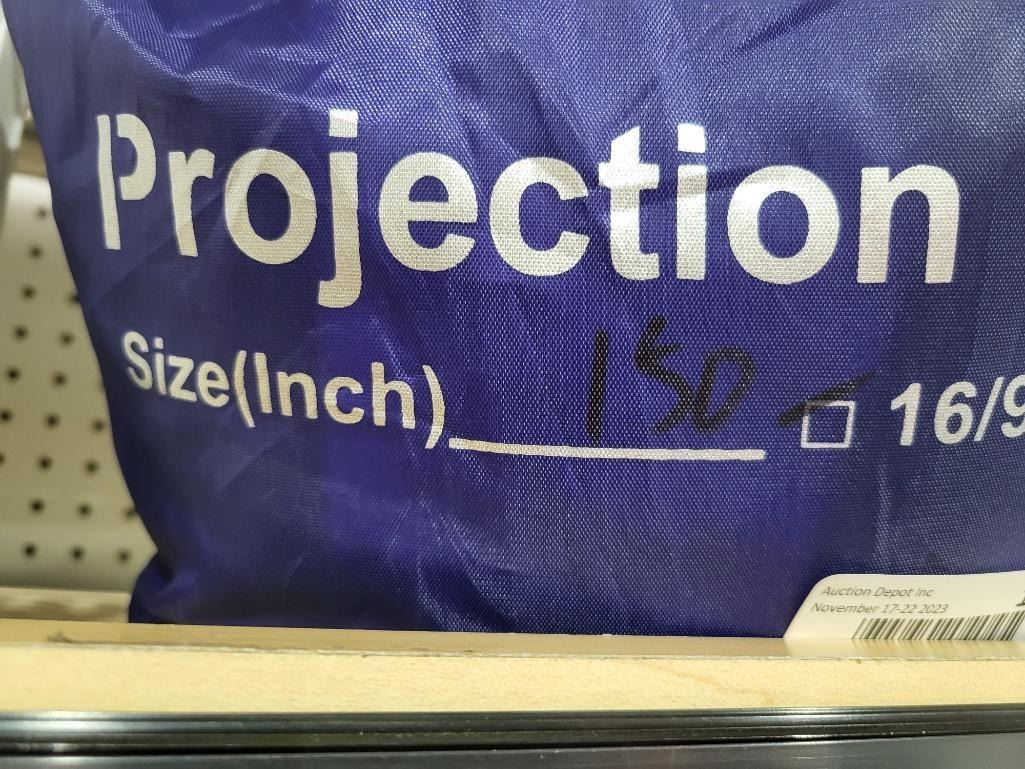 Projection
Size(Inch) 150 ☐ 16/9
Auction Depot Inc
November 17-22 2023